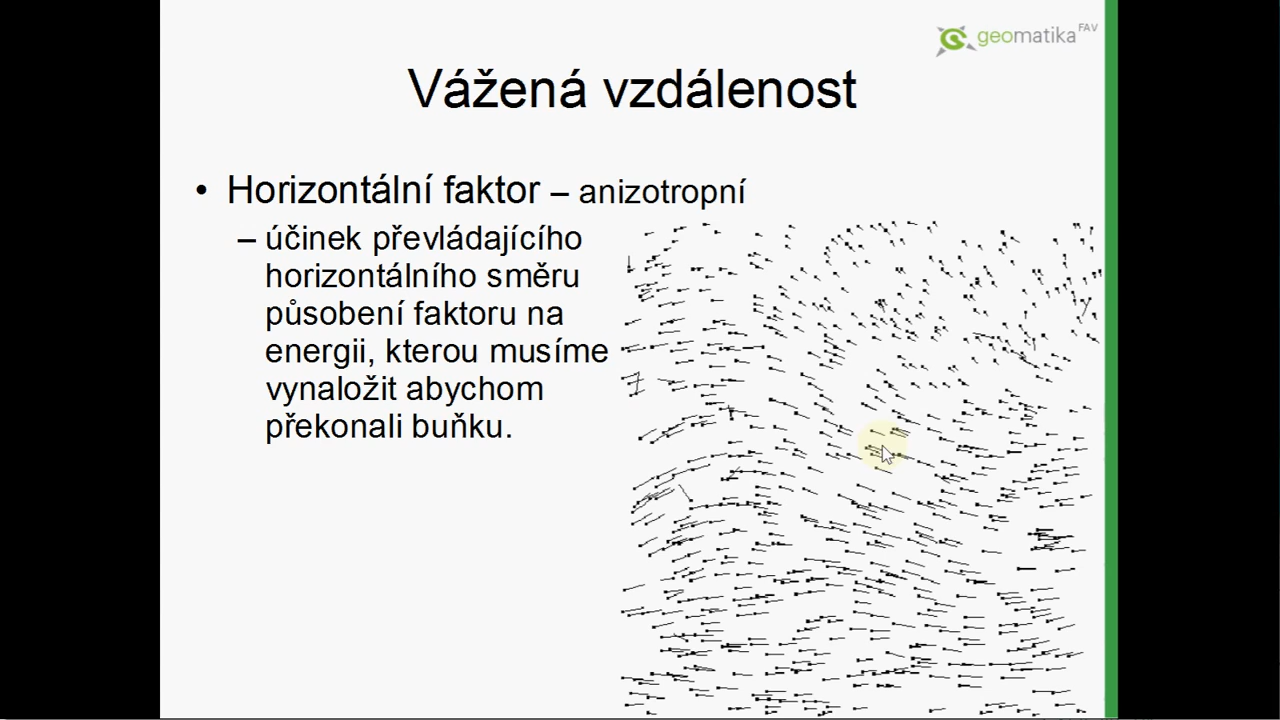 geomatika FAV
Vážená vzdálenost
• Horizontální faktor – anizotropní
– účinek převládajícího
horizontálního směru
působení faktoru na
energii, kterou musíme
vynaložit abychom
překonali buňku.